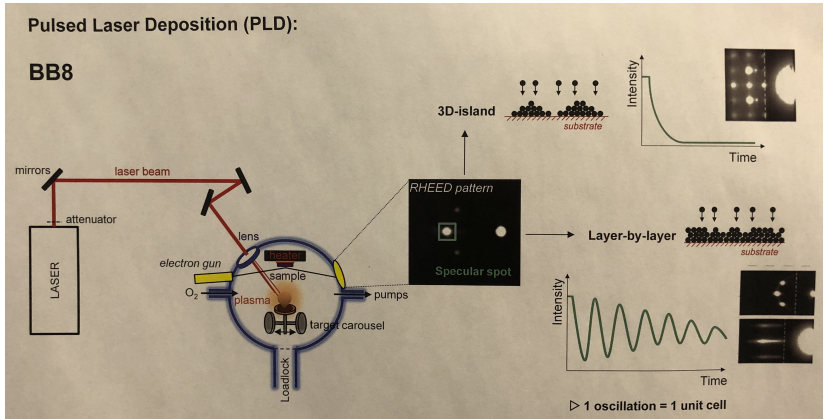 Pulsed Laser Deposition (PLD):
BB8
mirrors
laser beam
attenuator
LASER
lens
electron gun
heater
sample
O2
plasma
pumps
target carousel
Loadlock
RHEED pattern
Specular spot
3D-island
substrate
Intensity
Time
Layer-by-layer
substrate
Intensity
Time
▷ 1 oscillation = 1 unit cell